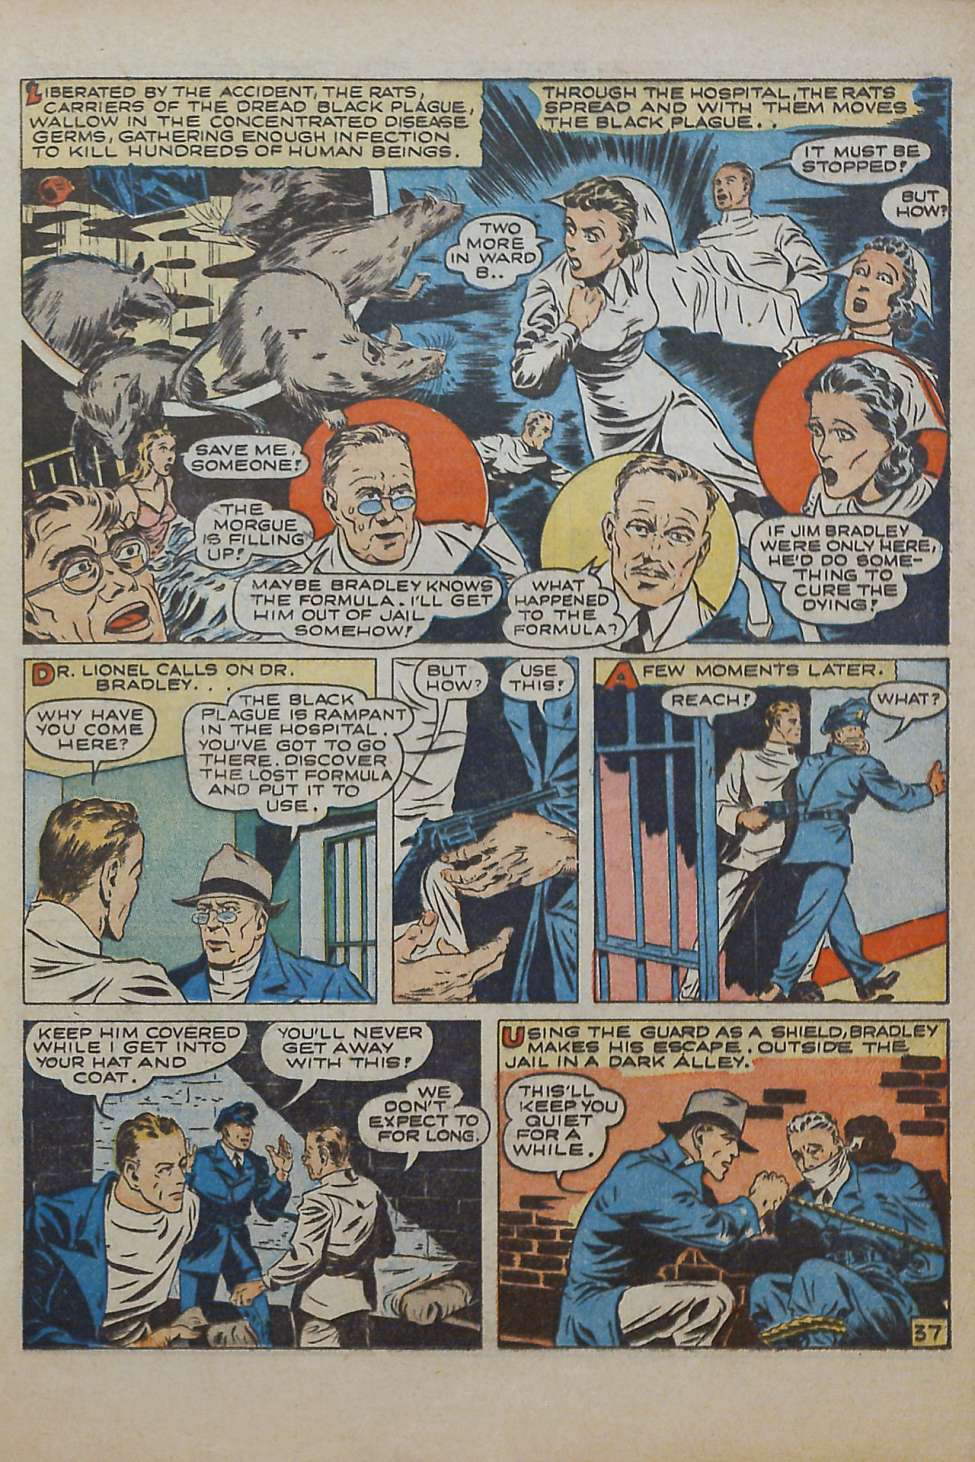 LIBERATED BY THE ACCIDENT, THE RATS,
CARRIERS OF THE DREAD BLACK PLAGUE,
WALLOW IN THE CONCENTRATED DISEASE
GERMS, GATHERING ENOUGH INFECTION
TO KILL HUNDREDS OF HUMAN BEINGS.
THROUGH THE HOSPITAL, THE RATS
SPREAD AND WITH THEM MOVES
THE BLACK PLAGUE. . .
IT MUST BE
STOPPED!
BUT
HOW?
TWO
MORE
IN WARD
B..
SAVE ME,
SOMEONE!
THE
MORGUE
IS FILLING
UP!
MAYBE BRADLEY KNOWS
THE FORMULA. I'LL GET
HIM OUT OF JAIL
SOMEHOW!
WHAT
HAPPENED
TO THE
FORMULA?
IF JIM BRADLEY
WERE ONLY HERE,
HE'D DO SOME-
THING TO
CURE THE
DYING!
DR. LIONEL CALLS ON DR.
BRADLEY. . .
WHY HAVE
YOU COME
HERE?
THE BLACK
PLAGUE IS RAMPANT
IN THE HOSPITAL.
YOU'VE GOT TO GO
THERE. DISCOVER
THE LOST FORMULA
AND PUT IT TO
USE.
BUT
HOW?
USE
THIS!
A FEW MOMENTS LATER.
REACH!
WHAT?
KEEP HIM COVERED
WHILE I GET INTO
YOUR HAT AND
COAT.
YOU'LL NEVER
GET AWAY
WITH THIS!
WE
DON'T
EXPECT TO
FOR LONG.
USING THE GUARD AS A SHIELD, BRADLEY
MAKES HIS ESCAPE. OUTSIDE THE
JAIL IN A DARK ALLEY.
THIS'LL
KEEP YOU
QUIET
FOR A
WHILE.
37